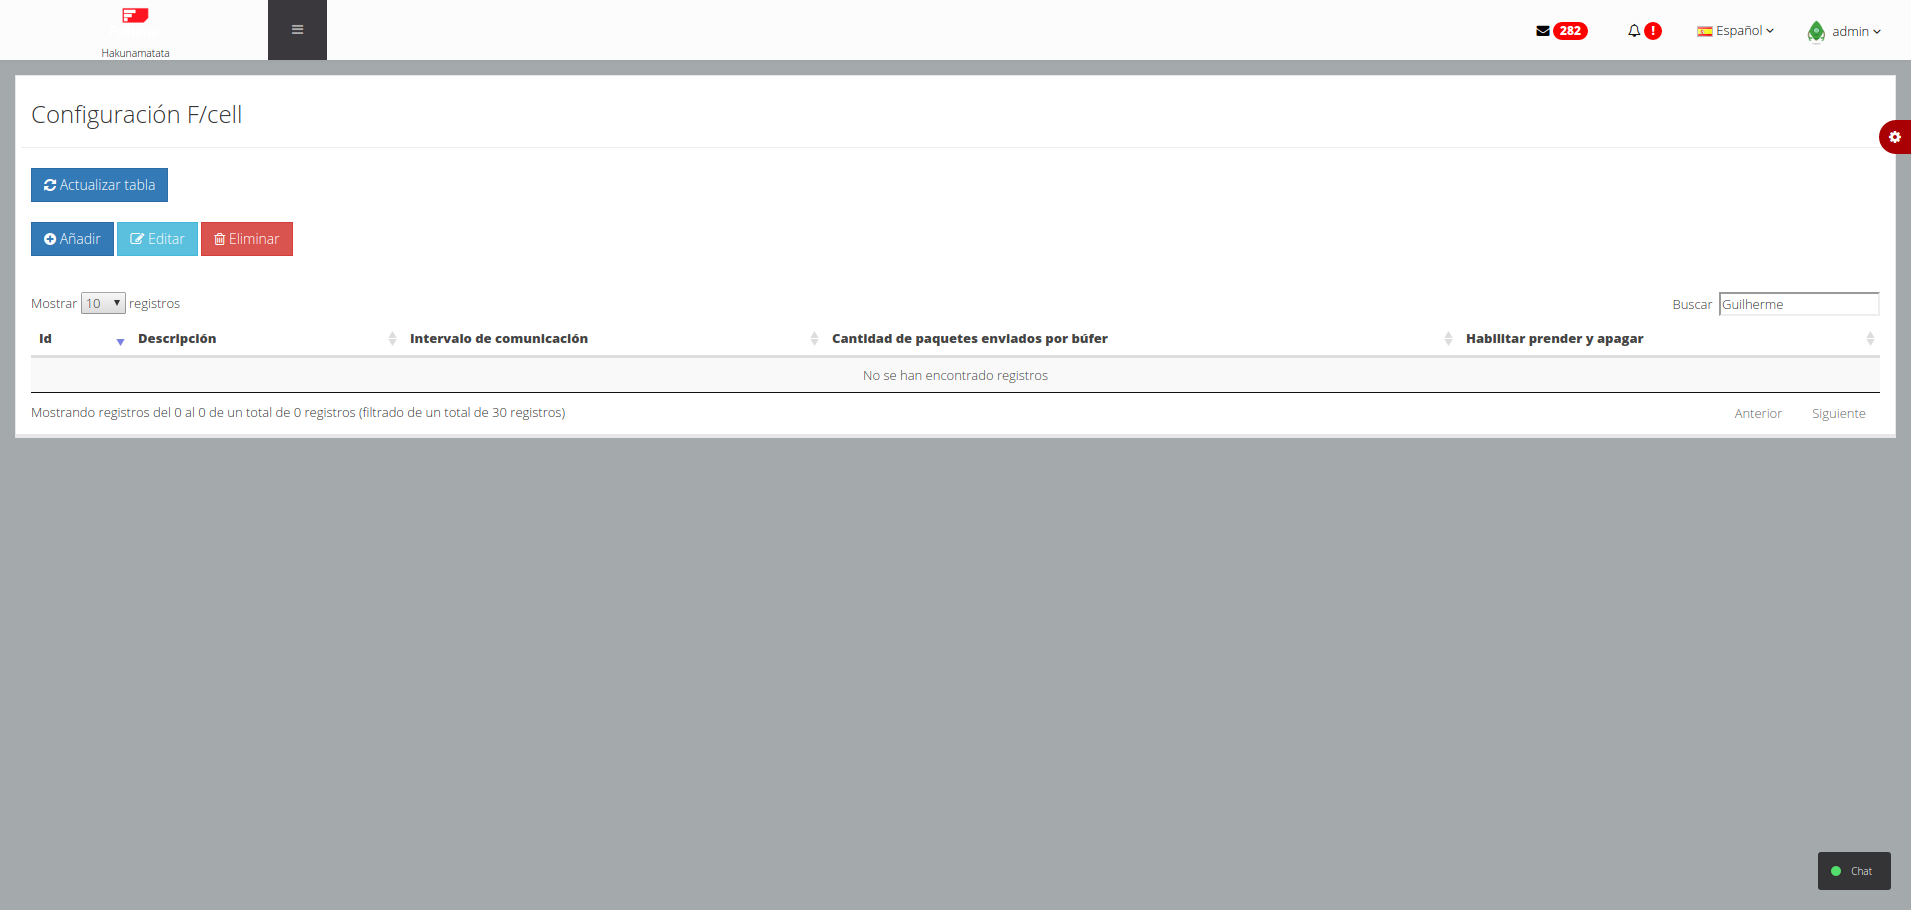 Hakunamatata
282
!
Español
admin
Configuración F/cell
Actualizar tabla
Añadir Editar Eliminar
Mostrar 10 registros
Buscar Guilherme
Id Descripción Intervalo de comunicación Cantidad de paquetes enviados por búfer Habilitar prender y apagar
No se han encontrado registros
Mostrando registros del 0 al 0 de un total de 0 registros (filtrado de un total de 30 registros)
Anterior Siguiente
Chat